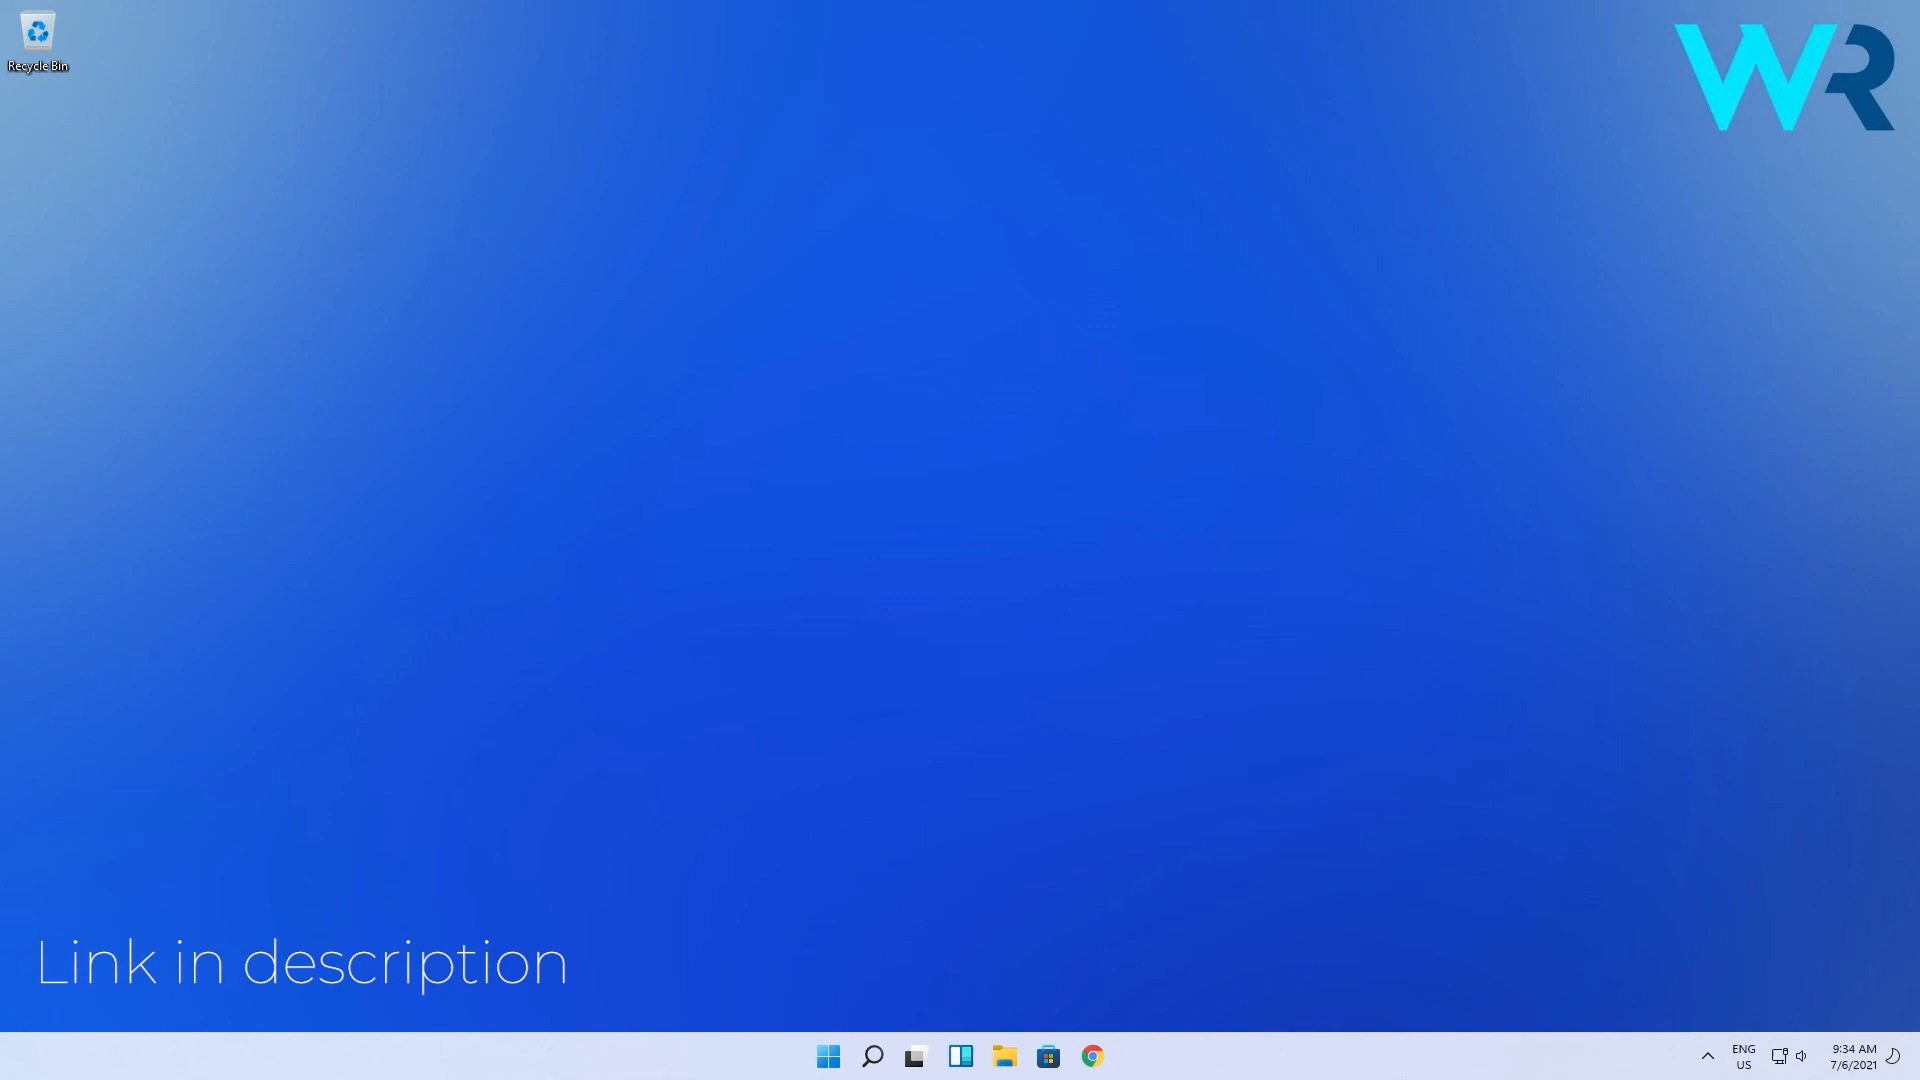 Recycle Bin
WR
Link in description
ENG
US
9:34 AM
7/6/2021